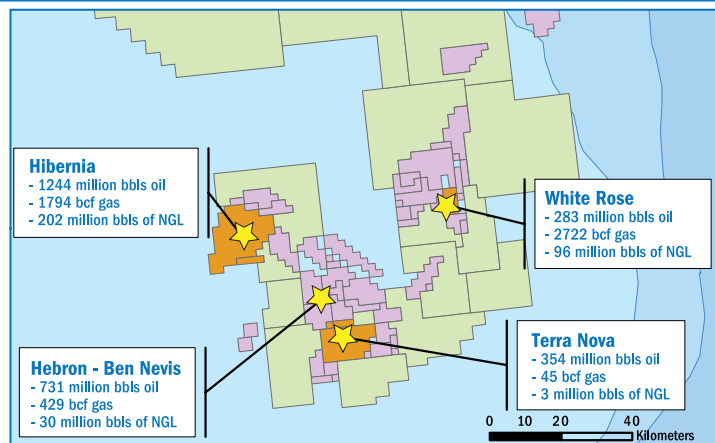 Hibernia
- 1244 million bbls oil
- 1794 bcf gas
- 202 million bbls of NGL
White Rose
- 283 million bbls oil
- 2722 bcf gas
- 96 million bbls of NGL
Hebron - Ben Nevis
- 731 million bbls oil
- 429 bcf gas
- 30 million bbls of NGL
Terra Nova
- 354 million bbls oil
- 45 bcf gas
- 3 million bbls of NGL
0 10 20 40
Kilometers